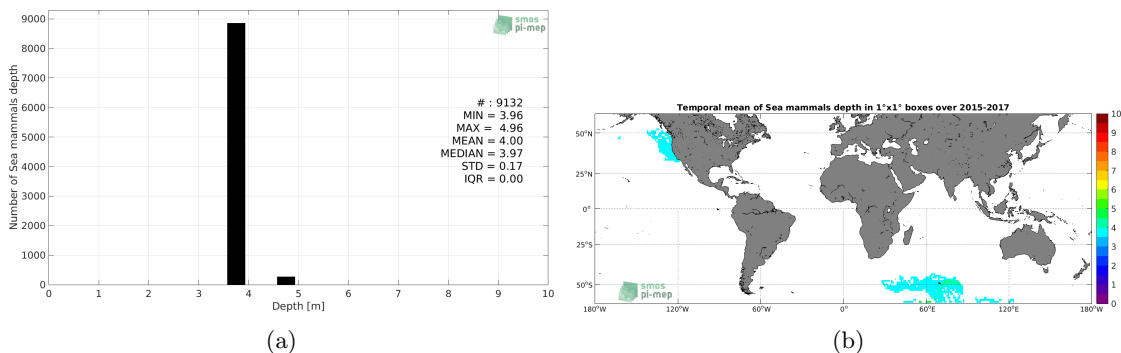 smos
pi-mep
9000
8000
7000
6000
5000
4000
3000
2000
1000
0
Number of Sea mammals depth
# : 9132
MIN = 3.96
MAX = 4.96
MEAN = 4.00
MEDIAN = 3.97
STD = 0.17
IQR = 0.00
0 1 2 3 4 5 6 7 8 9 10
Depth [m]
(a)
Temporal mean of Sea mammals depth in 1°x1° boxes over 2015-2017
50°N
25°N
0°
25°S
50°S
180°W 120°W 60°W 0° 60°E 120°E 180°W
smos
pi-mep
10
9
8
7
6
5
4
3
2
1
0
(b)